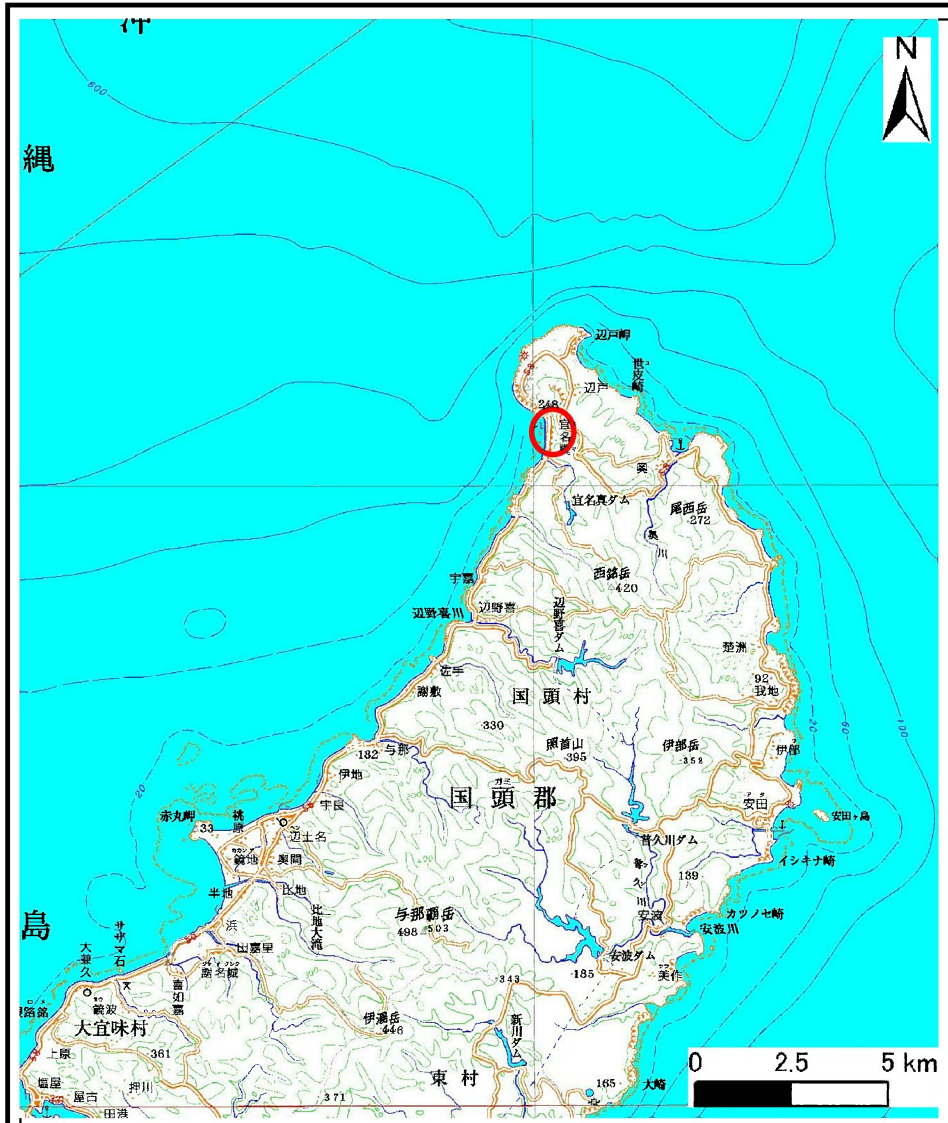 沖
600
縄
N
辺戸岬
世皮崎
辺戸
248
宜名真
奥
宜名真ダム
尾西岳
272
奥川
西銘岳
420
宇嘉
辺野喜川
辺野喜
辺野喜ダム
楚洲
佐手
謝敷
92
我地
国頭村
20
60
100
330
照首山
395
伊部岳
352
伊部
182
与那
伊地
国頭郡
安田
安田ヶ島
20
宇良
赤丸岬
33
桃原
辺土名
普久川ダム
鏡地
奥間
イシキナ崎
半地
比地
普久川
139
比地大滝
与那覇岳
498
503
安波
カツノセ崎
安波川
島
浜
ササマ石
大兼久
田嘉里
謝名城
安波ダム
185
美作
343
喜如嘉
饒波
伊湯岳
446
新川ダム
大宜味村
上原
361
0 2.5 5 km
塩屋
屋古
押川
東村
165
大崎
田港
371